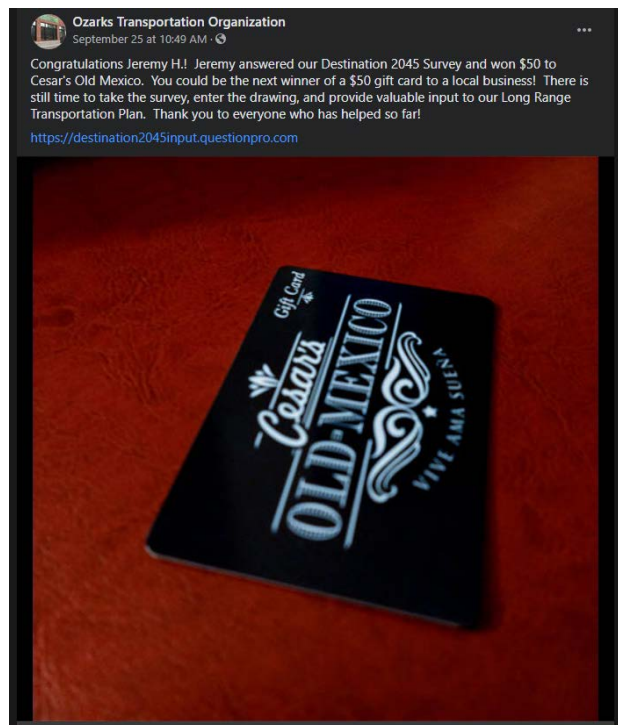 Ozarks Transportation Organization
September 25 at 10:49 AM ·
Congratulations Jeremy H.!  Jeremy answered our Destination 2045 Survey and won $50 to
Cesar's Old Mexico.  You could be the next winner of a $50 gift card to a local business!  There is
still time to take the survey, enter the drawing, and provide valuable input to our Long Range
Transportation Plan.  Thank you to everyone who has helped so far!
https://destination2045input.questionpro.com
Gift Card
Cesar's
OLD-MEXICO
VIVE AMA SUEÑA